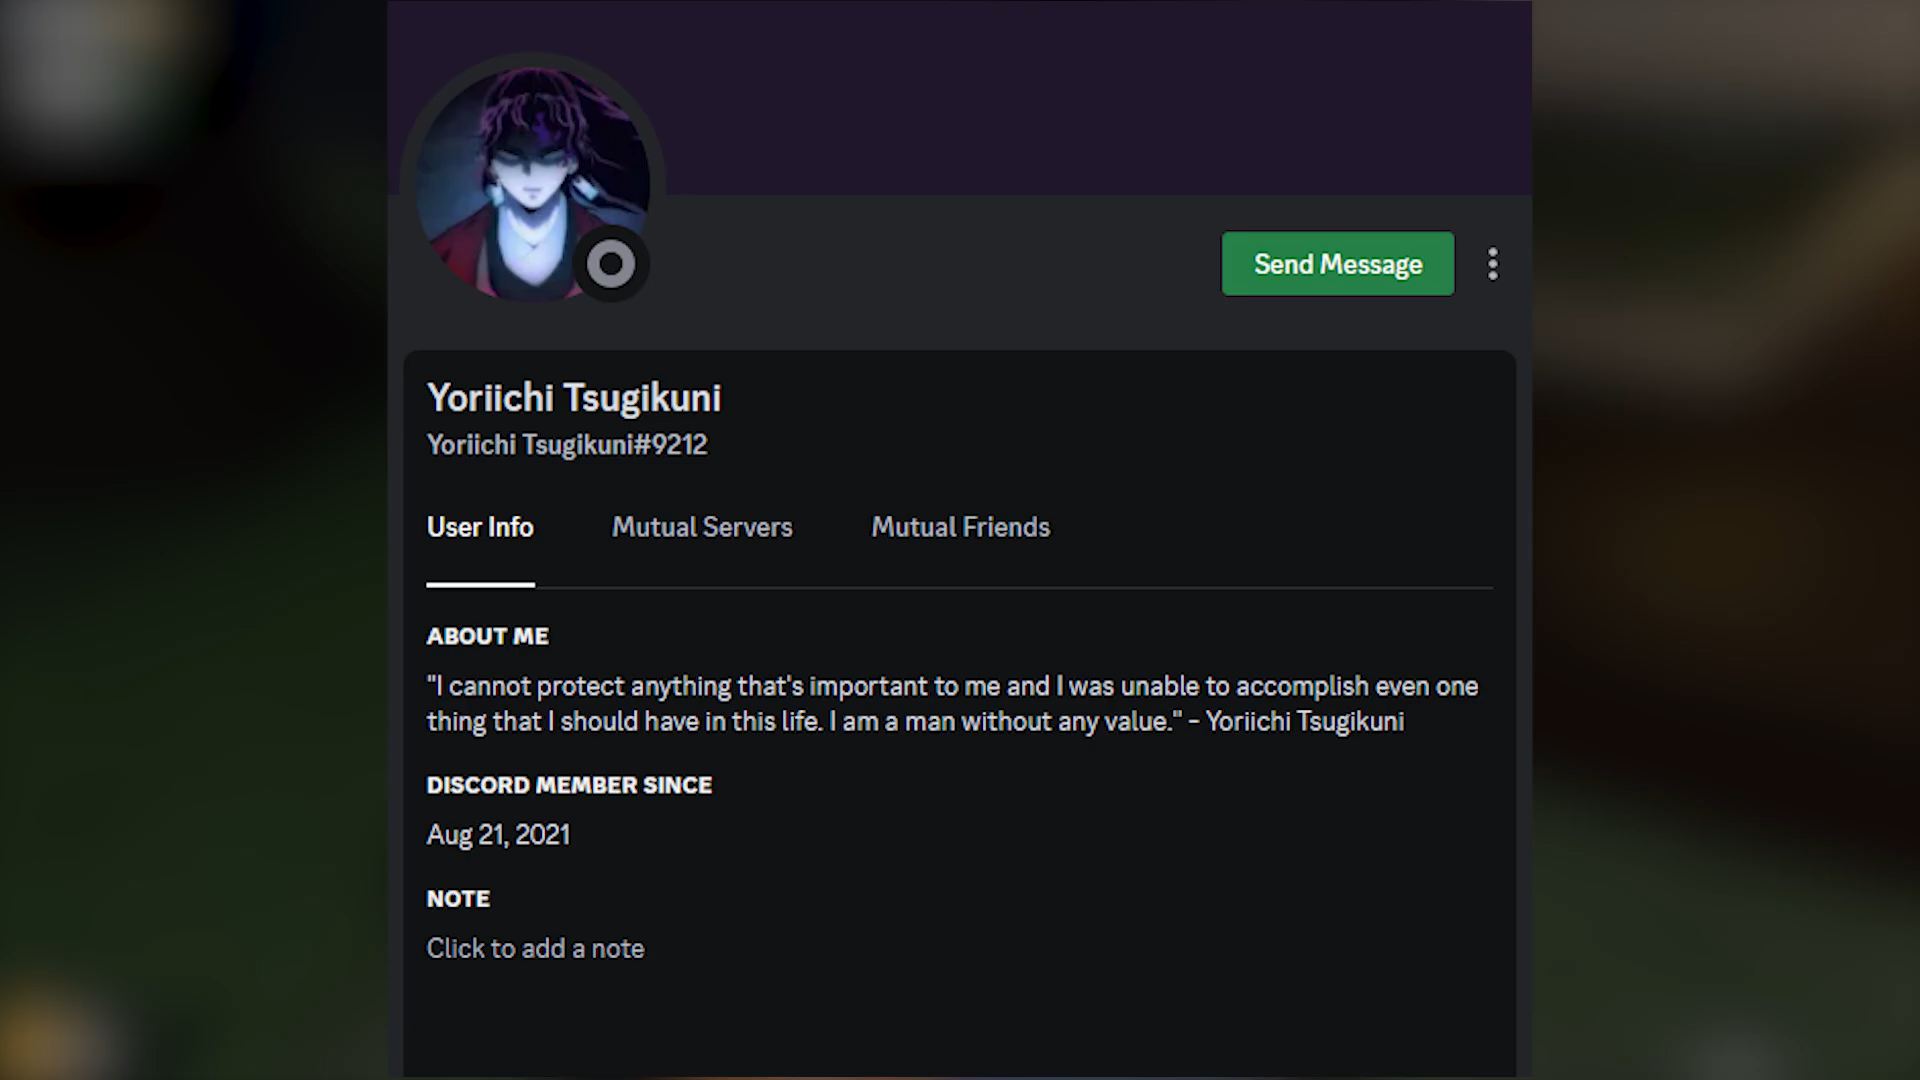 Send Message
Yoriichi Tsugikuni
Yoriichi Tsugikuni#9212
User Info
Mutual Servers
Mutual Friends
ABOUT ME
"I cannot protect anything that's important to me and I was unable to accomplish even one
thing that I should have in this life. I am a man without any value." - Yoriichi Tsugikuni
DISCORD MEMBER SINCE
Aug 21, 2021
NOTE
Click to add a note